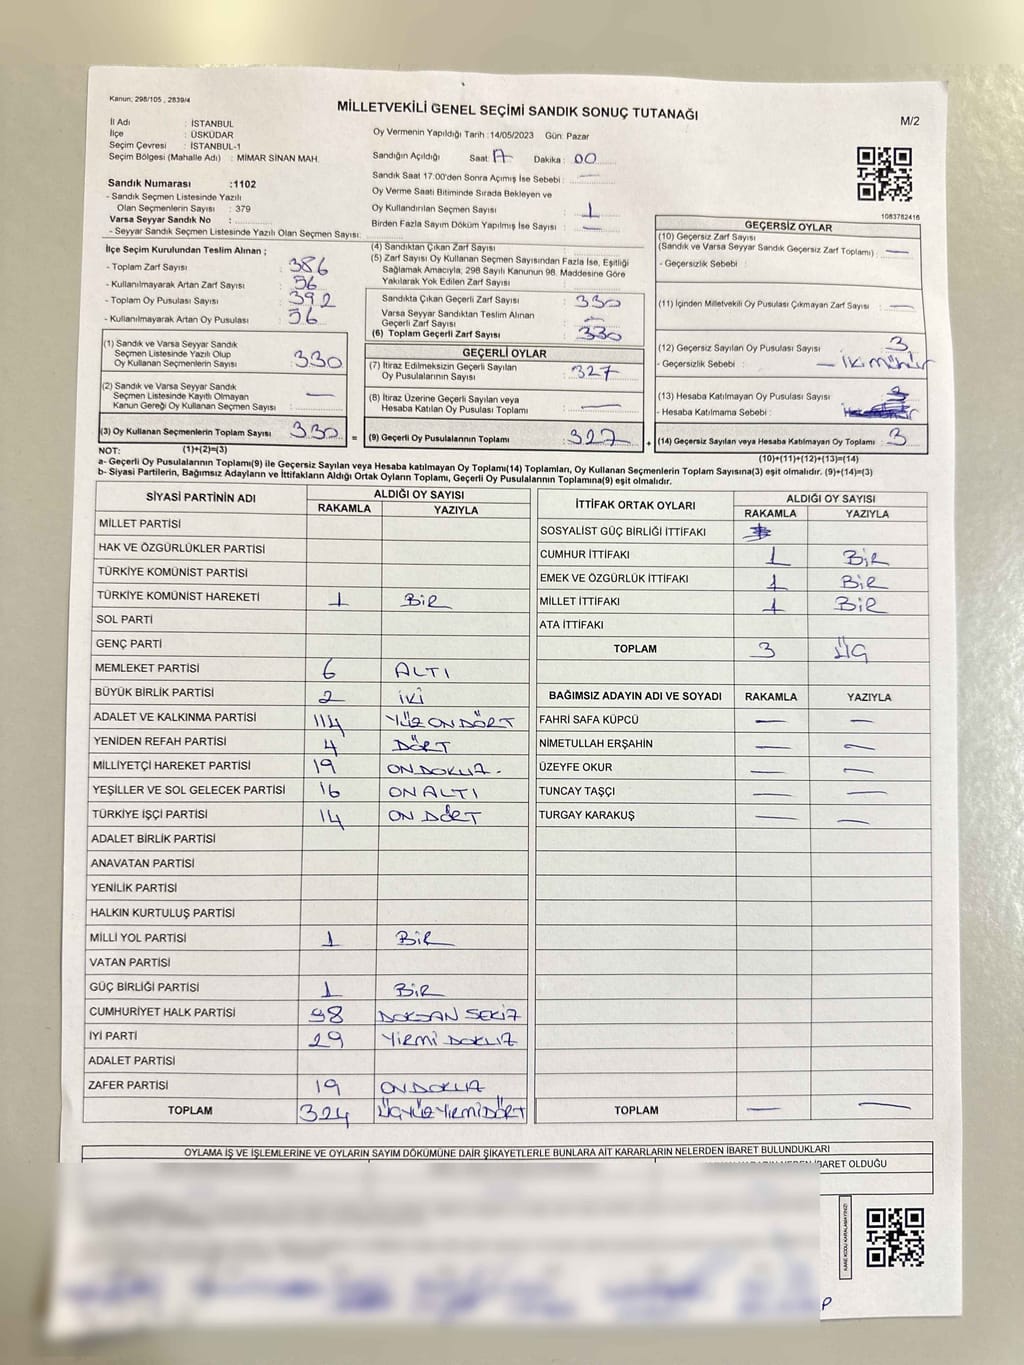 Kanun; 298/105 , 2839/4
MİLLETVEKİLİ GENEL SEÇİMİ SANDIK SONUÇ TUTANAĞI
M/2
İl Adı : İSTANBUL
İlçe : ÜSKÜDAR
Seçim Çevresi : İSTANBUL-1
Seçim Bölgesi (Mahalle Adı) : MİMAR SİNAN MAH.
Sandık Numarası :1102
- Sandık Seçmen Listesinde Yazılı
Olan Seçmenlerin Sayısı : 379
Varsa Seyyar Sandık No :
- Seyyar Sandık Seçmen Listesinde Yazılı Olan Seçmen Sayısı:
Oy Vermenin Yapıldığı Tarih :14/05/2023 Gün: Pazar
Sandığın Açıldığı Saat: 17 Dakika : 00
Sandık Saat 17:00'den Sonra Açımış İse Sebebi : —
Oy Verme Saati Bitiminde Sırada Bekleyen ve
Oy Kullandırılan Seçmen Sayısı : 1
Birden Fazla Sayım Döküm Yapılmış İse Sayısı : —
1083782416
İlçe Seçim Kurulundan Teslim Alınan ;
- Toplam Zarf Sayısı : 386
- Kullanılmayarak Artan Zarf Sayısı : 56
- Toplam Oy Pusulası Sayısı : 392
- Kullanılmayarak Artan Oy Pusulası : 56
(4) Sandıktan Çıkan Zarf Sayısı :
(5) Zarf Sayısı Oy Kullanan Seçmen Sayısından Fazla İse, Eşitliği
Sağlamak Amacıyla, 298 Sayılı Kanunun 98. Maddesine Göre
Yakılarak Yok Edilen Zarf Sayısı :
Sandıkta Çıkan Geçerli Zarf Sayısı : 330
Varsa Seyyar Sandıktan Teslim Alınan
Geçerli Zarf Sayısı : —
(6) Toplam Geçerli Zarf Sayısı : 330
GEÇERSİZ OYLAR
(10) Geçersiz Zarf Sayısı
(Sandık ve Varsa Seyyar Sandık Geçersiz Zarf Toplamı) : —
- Geçersizlik Sebebi :
(11) İçinden Milletvekili Oy Pusulası Çıkmayan Zarf Sayısı : —
(12) Geçersiz Sayılan Oy Pusulası Sayısı : 3
- Geçersizlik Sebebi : — iki mühür
(13) Hesaba Katılmayan Oy Pusulası Sayısı :
- Hesaba Katılmama Sebebi :
(14) Geçersiz Sayılan veya Hesaba Katılmayan Oy Toplamı : 3
(10)+(11)+(12)+(13)=(14)
(1) Sandık ve Varsa Seyyar Sandık
Seçmen Listesinde Yazılı Olup
Oy Kullanan Seçmenlerin Sayısı : 330
(2) Sandık ve Varsa Seyyar Sandık
Seçmen Listesinde Kayıtlı Olmayan
Kanun Gereği Oy Kullanan Seçmen Sayısı : —
(3) Oy Kullanan Seçmenlerin Toplam Sayısı : 330 =
(1)+(2)=(3)
GEÇERLİ OYLAR
(7) İtiraz Edilmeksizin Geçerli Sayılan
Oy Pusulalarının Sayısı : 327
(8) İtiraz Üzerine Geçerli Sayılan veya
Hesaba Katılan Oy Pusulası Toplamı : —
(9) Geçerli Oy Pusulalarının Toplamı : 327 +
NOT:
a- Geçerli Oy Pusulalarının Toplamı(9) ile Geçersiz Sayılan veya Hesaba katılmayan Oy Toplamı(14) Toplamları, Oy Kullanan Seçmenlerin Toplam Sayısına(3) eşit olmalıdır. (9)+(14)=(3)
b- Siyasi Partilerin, Bağımsız Adayların ve İttifakların Aldığı Ortak Oyların Toplamı, Geçerli Oy Pusulalarının Toplamına(9) eşit olmalıdır.
SİYASİ PARTİNİN ADI ALDIĞI OY SAYISI
RAKAMLA YAZIYLA
MİLLET PARTİSİ
HAK VE ÖZGÜRLÜKLER PARTİSİ
TÜRKİYE KOMÜNİST PARTİSİ
TÜRKİYE KOMÜNİST HAREKETİ 1 BİR
SOL PARTİ
GENÇ PARTİ
MEMLEKET PARTİSİ 6 ALTI
BÜYÜK BİRLİK PARTİSİ 2 İKİ
ADALET VE KALKINMA PARTİSİ 114 YÜZ ON DÖRT
YENİDEN REFAH PARTİSİ 4 DÖRT
MİLLİYETÇİ HAREKET PARTİSİ 19 ON DOKUZ.
YEŞİLLER VE SOL GELECEK PARTİSİ 16 ON ALTI
TÜRKİYE İŞÇİ PARTİSİ 14 ON DÖRT
ADALET BİRLİK PARTİSİ
ANAVATAN PARTİSİ
YENİLİK PARTİSİ
HALKIN KURTULUŞ PARTİSİ
MİLLİ YOL PARTİSİ 1 BİR
VATAN PARTİSİ
GÜÇ BİRLİĞİ PARTİSİ 1 BİR
CUMHURİYET HALK PARTİSİ 98 DOKSAN SEKİZ
İYİ PARTİ 29 YİRMİ DOKUZ
ADALET PARTİSİ
ZAFER PARTİSİ 19 ON DOKUZ
TOPLAM 324 ÜÇYÜZ YİRMİ DÖRT
İTTİFAK ORTAK OYLARI ALDIĞI OY SAYISI
RAKAMLA YAZIYLA
SOSYALİST GÜÇ BİRLİĞİ İTTİFAKI
CUMHUR İTTİFAKI 1 BİR
EMEK VE ÖZGÜRLÜK İTTİFAKI 1 BİR
MİLLET İTTİFAKI 1 BİR
ATA İTTİFAKI
TOPLAM 3 ÜÇ
BAĞIMSIZ ADAYIN ADI VE SOYADI RAKAMLA YAZIYLA
FAHRİ SAFA KÜPCÜ — —
NİMETULLAH ERŞAHİN — —
ÜZEYFE OKUR — —
TUNCAY TAŞÇI — —
TURGAY KARAKUŞ — —
TOPLAM — —
OYLAMA İŞ VE İŞLEMLERİNE VE OYLARIN SAYIM DÖKÜMÜNE DAİR ŞİKAYETLERLE BUNLARA AİT KARARLARIN NELERDEN İBARET BULUNDUKLARI
NEDEN İBARET OLDUĞU
P